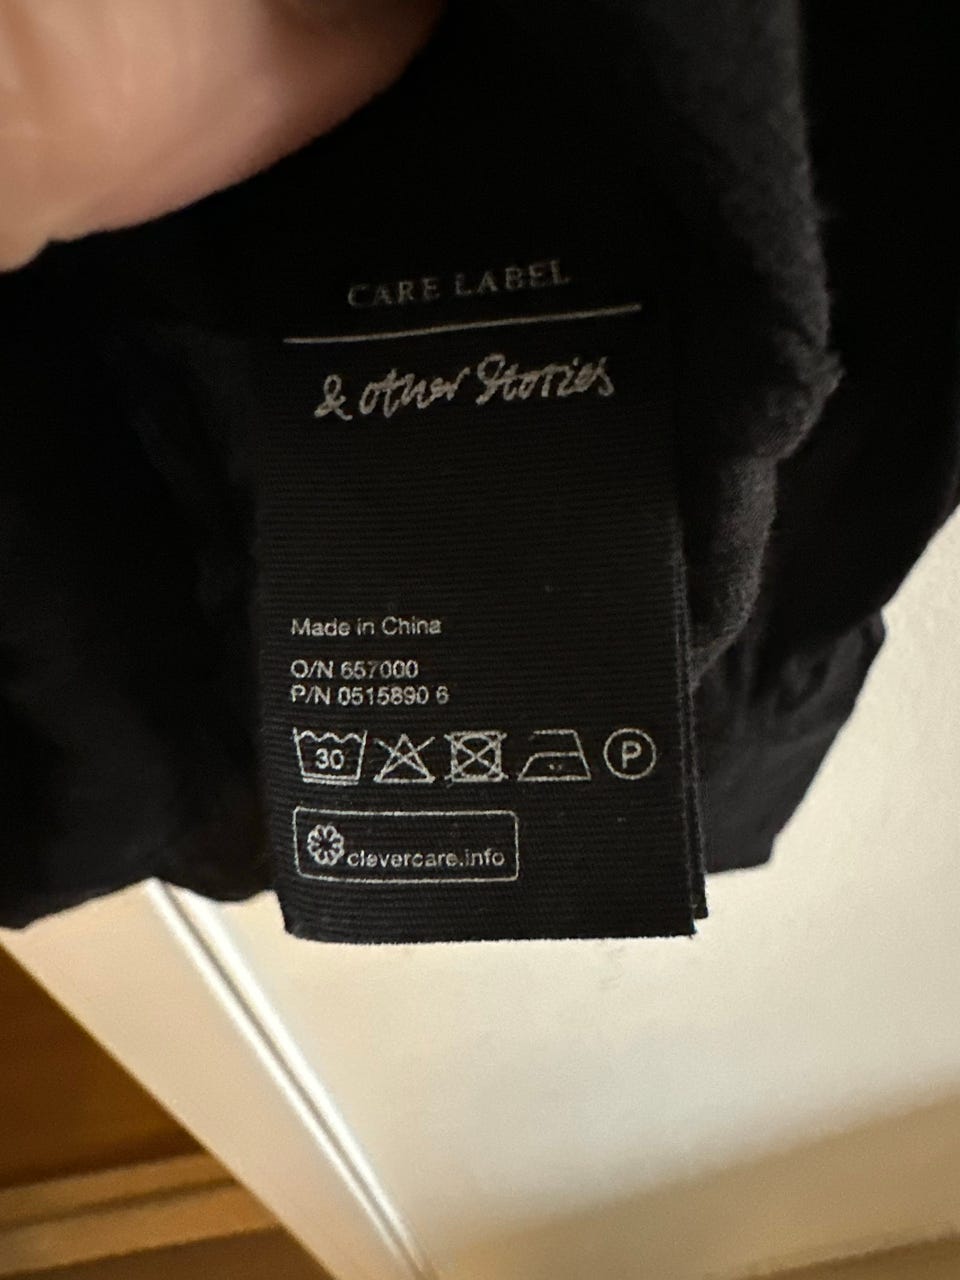 CARE LABEL
& other Stories
Made in China
O/N 657000
P/N 0515890 6
30 P
clevercare.info